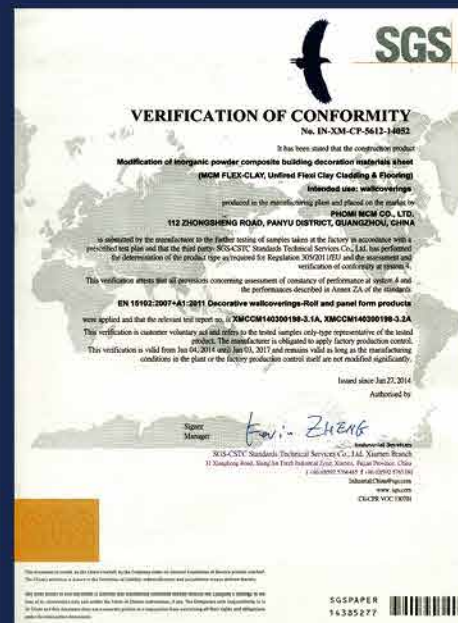 SGS
VERIFICATION OF CONFORMITY
No. IN-XM-CP-5612-14052
It has been stated that the construction product
Modification of inorganic powder composite building decoration materials sheet
(MCM FLEX-CLAY, Unfired Flexi Clay Cladding & Flooring)
Intended use: wallcoverings
produced in the manufacturing plant and placed on the market by
PHOMI MCM CO., LTD.
112 ZHONGSHENG ROAD, PANYU DISTRICT, GUANGZHOU, CHINA
is submitted by the manufacturer to the further testing of samples taken at the factory in accordance with a
prescribed test plan and that the third party- SGS-CSTC Standards Technical Services Co., Ltd. has performed
the determination of the product type as required for Regulation 305/2011/EU and the assessment and
verification of conformity at system 4.
This verification attests that all provisions concerning assessment of constancy of performance at system 4 and
the performances described in Annex ZA of the standards
EN 15102:2007+A1:2011 Decorative wallcoverings-Roll and panel form products
were applied and that the relevant test report no. is XMCCM140300198-3.1A, XMCCM140300198-3.2A
This verification is customer voluntary act and refers to the tested samples only-type representative of the tested
product. The manufacturer is obligated to apply factory production control.
This verification is valid from Jan 04, 2014 until Jan 03, 2017 and remains valid as long as the manufacturing
conditions in the plant or the factory production control itself are not modified significantly.
Issued since Jan 27, 2014
Authorised by
Signer
Manager
Kevin ZHENG
Industrial Services
SGS-CSTC Standards Technical Services Co., Ltd. Xiamen Branch
Industrial.China@sgs.com
www.sgs.com
SGSPAPER
14335277